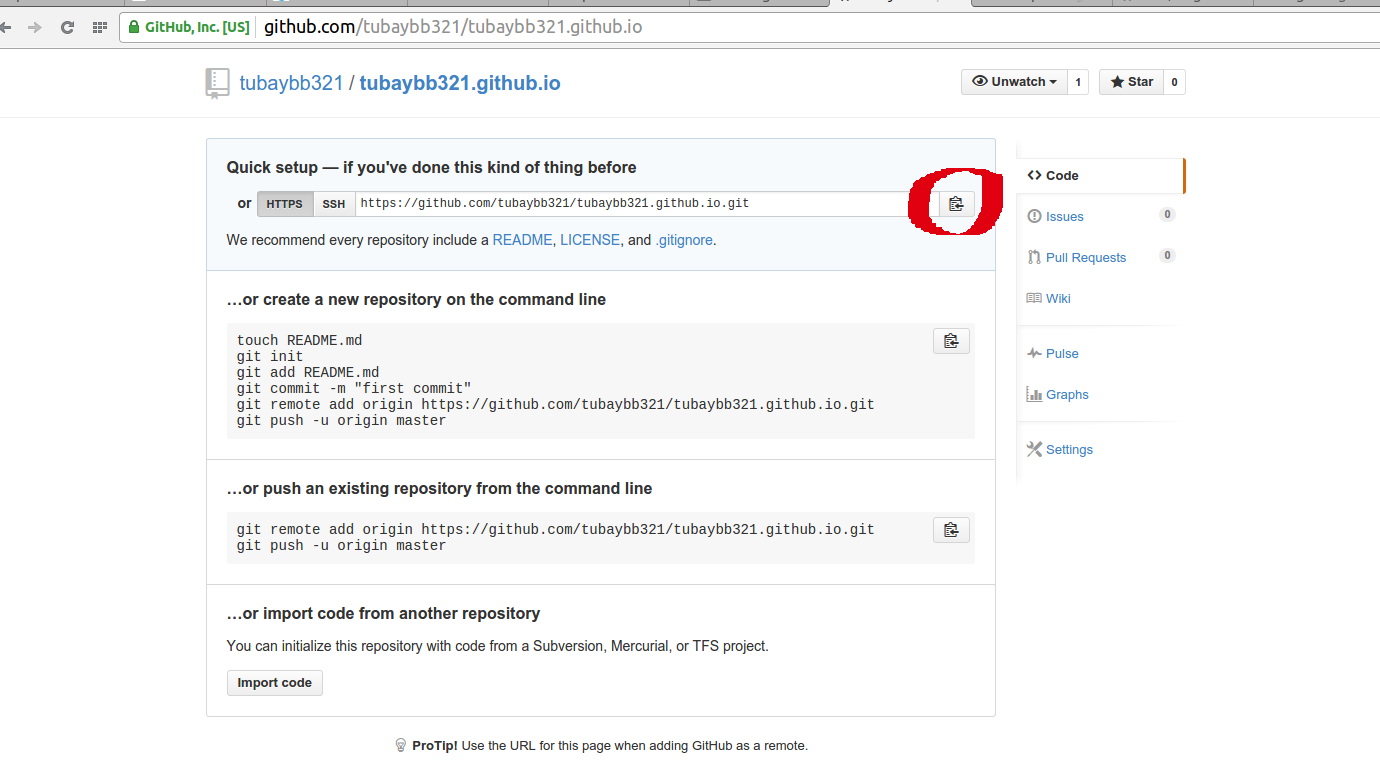 GitHub, Inc. [US] github.com/tubaybb321/tubaybb321.github.io
tubaybb321 / tubaybb321.github.io
Unwatch 1 Star 0
Quick setup — if you've done this kind of thing before
or HTTPS SSH https://github.com/tubaybb321/tubaybb321.github.io.git
We recommend every repository include a README, LICENSE, and .gitignore.
…or create a new repository on the command line
touch README.md
git init
git add README.md
git commit -m "first commit"
git remote add origin https://github.com/tubaybb321/tubaybb321.github.io.git
git push -u origin master
…or push an existing repository from the command line
git remote add origin https://github.com/tubaybb321/tubaybb321.github.io.git
git push -u origin master
…or import code from another repository
You can initialize this repository with code from a Subversion, Mercurial, or TFS project.
Import code
ProTip! Use the URL for this page when adding GitHub as a remote.
Code
Issues 0
Pull Requests 0
Wiki
Pulse
Graphs
Settings